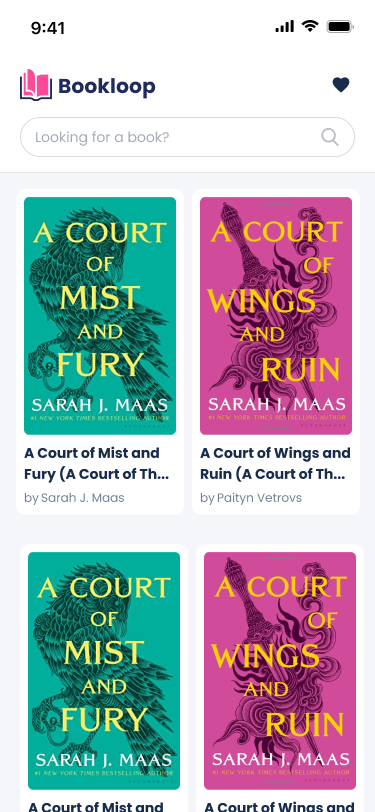 9:41
Bookloop
Looking for a book?
A COURT
OF
MIST
AND
FURY
SARAH J. MAAS
#1 NEW YORK TIMES BESTSELLING AUTHOR
A Court of Mist and
Fury (A Court of Th...
by Sarah J. Maas
A COURT
OF
WINGS
AND
RUIN
SARAH J. MAAS
#1 NEW YORK TIMES BESTSELLING AUTHOR
A Court of Wings and
Ruin (A Court of Th...
by Paityn Vetrovs
A COURT
OF
MIST
AND
FURY
SARAH J. MAAS
#1 NEW YORK TIMES BESTSELLING AUTHOR
A Court of Mist and
A COURT
OF
WINGS
AND
RUIN
SARAH J. MAAS
#1 NEW YORK TIMES BESTSELLING AUTHOR
A Court of Wings and